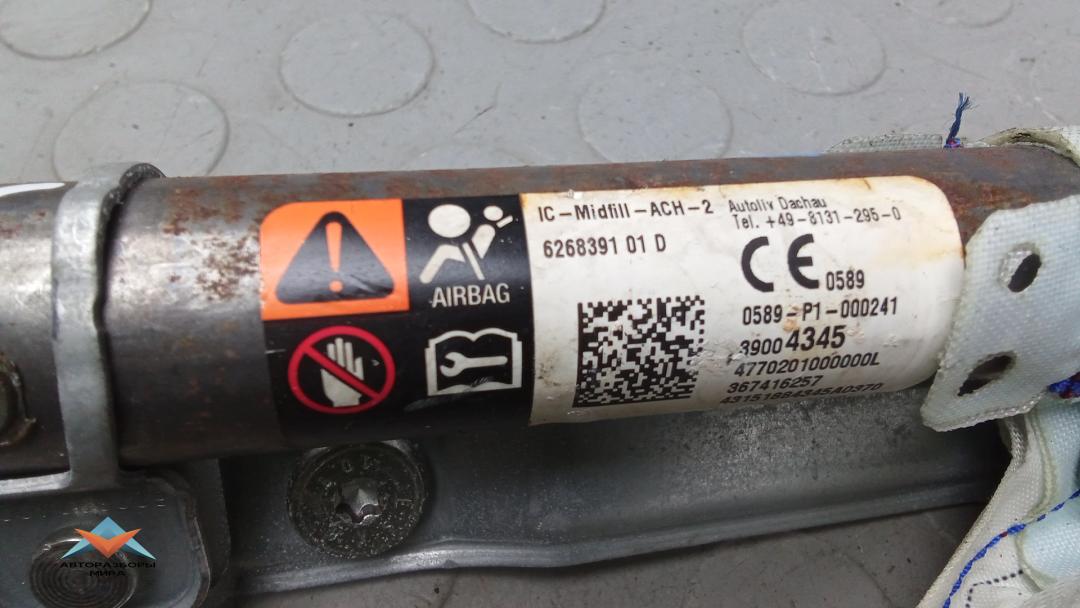 AIRBAG
IC-Midfill-ACH-2
6268391 01 D
Autoliv Dachau
Tel. +49-8131-295-0
CE 0589
0589-P1-000241
39004345
4770201000000L
367416257
43151884345A0370
АВТОРАЗБОРЫ
МИРА